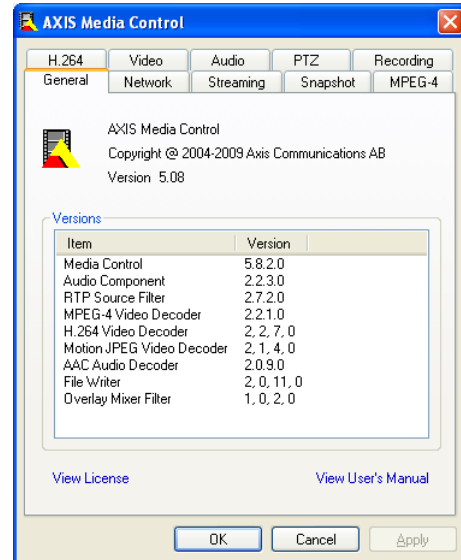 AXIS Media Control
H.264 Video Audio PTZ Recording
General Network Streaming Snapshot MPEG-4
AXIS Media Control
Copyright @ 2004-2009 Axis Communications AB
Version 5.08
Versions
Item Version
Media Control 5.8.2.0
Audio Component 2.2.3.0
RTP Source Filter 2.7.2.0
MPEG-4 Video Decoder 2.2.1.0
H.264 Video Decoder 2, 2, 7, 0
Motion JPEG Video Decoder 2, 1, 4, 0
AAC Audio Decoder 2.0.9.0
File Writer 2, 0, 11, 0
Overlay Mixer Filter 1, 0, 2, 0
View License View User's Manual
OK Cancel Apply